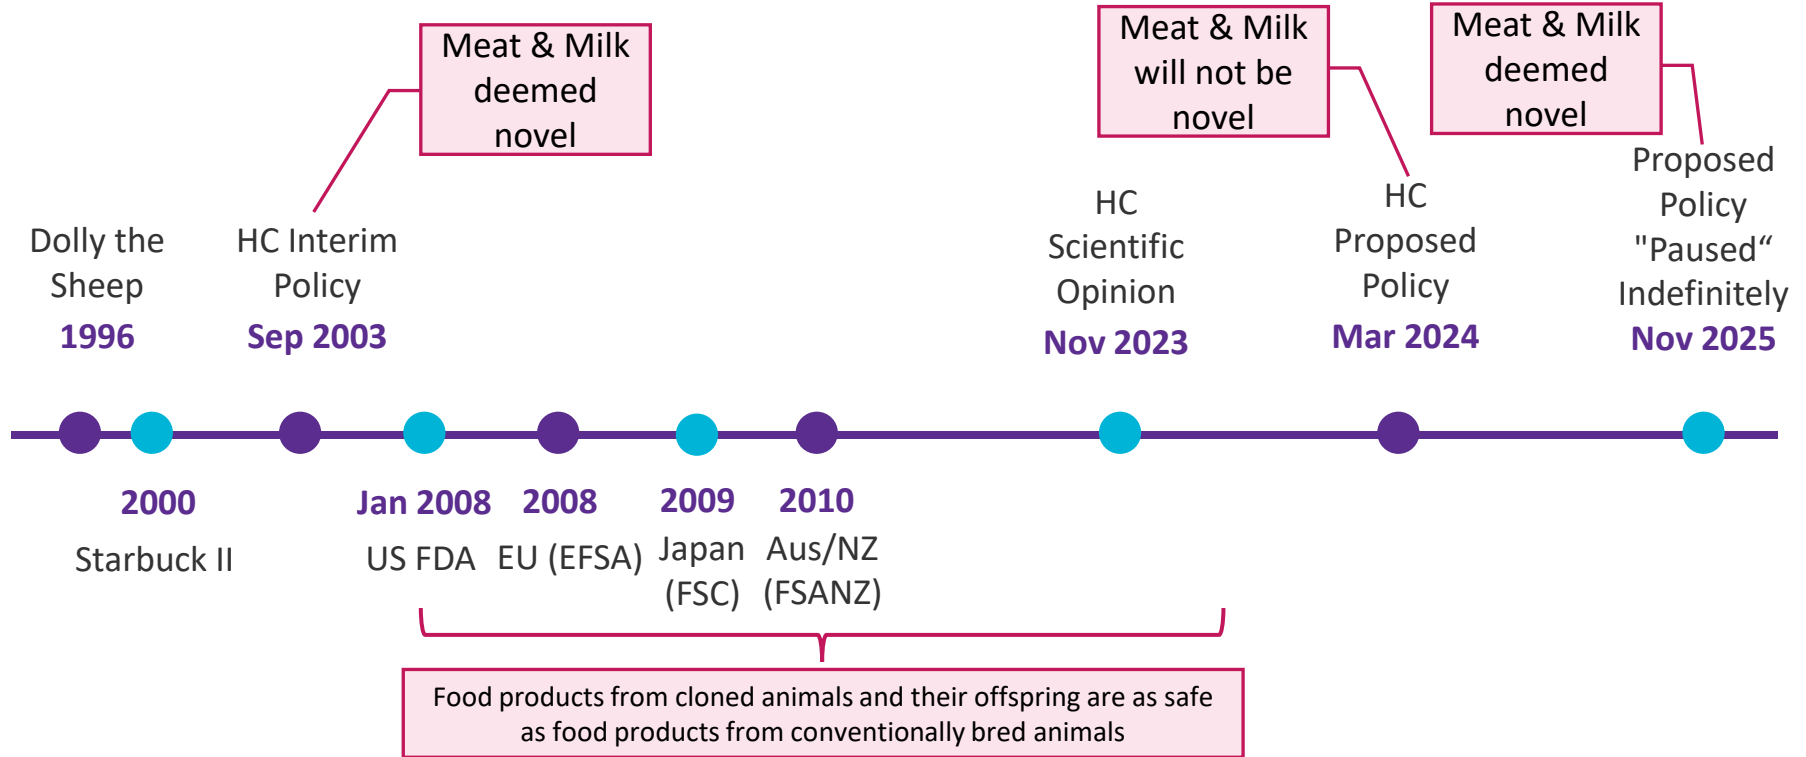 Meat & Milk
deemed
novel
Meat & Milk
will not be
novel
Meat & Milk
deemed
novel
Dolly the
Sheep
1996
HC Interim
Policy
Sep 2003
HC
Scientific
Opinion
Nov 2023
HC
Proposed
Policy
Mar 2024
Proposed
Policy
"Paused“
Indefinitely
Nov 2025
2000
Starbuck II
Jan 2008
US FDA
2008
EU (EFSA)
2009
Japan
(FSC)
2010
Aus/NZ
(FSANZ)
Food products from cloned animals and their offspring are as safe
as food products from conventionally bred animals